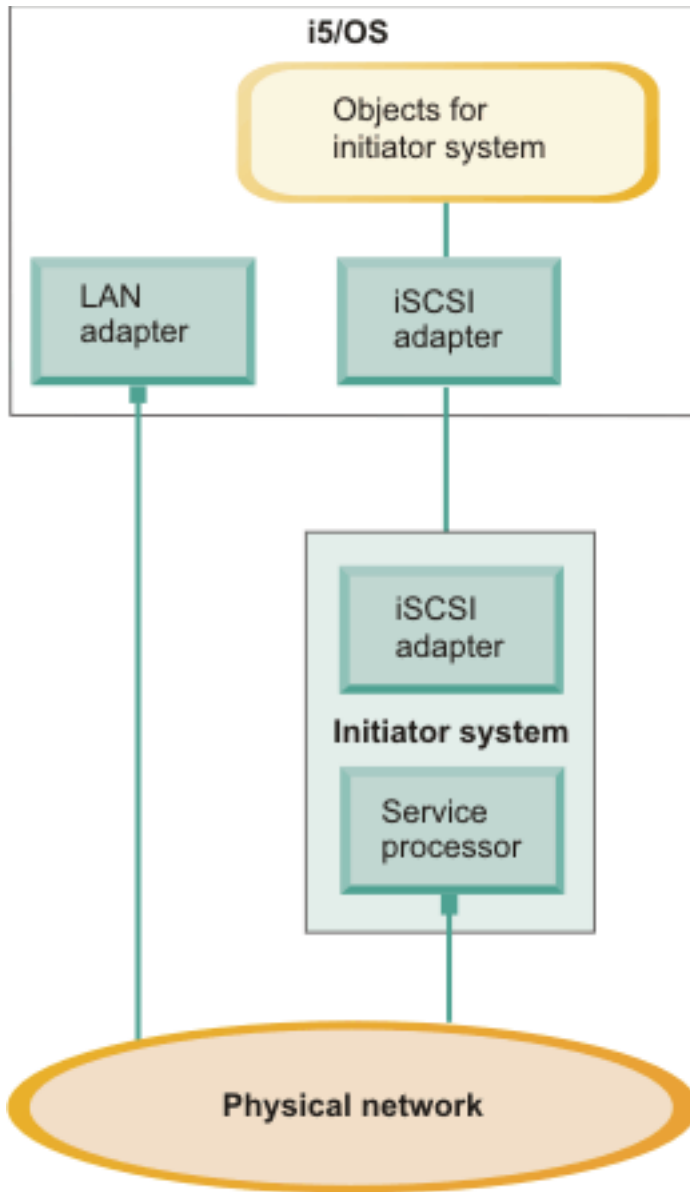 i5/OS
Objects for
initiator system
LAN
adapter
iSCSI
adapter
iSCSI
adapter
Initiator system
Service
processor
Physical network